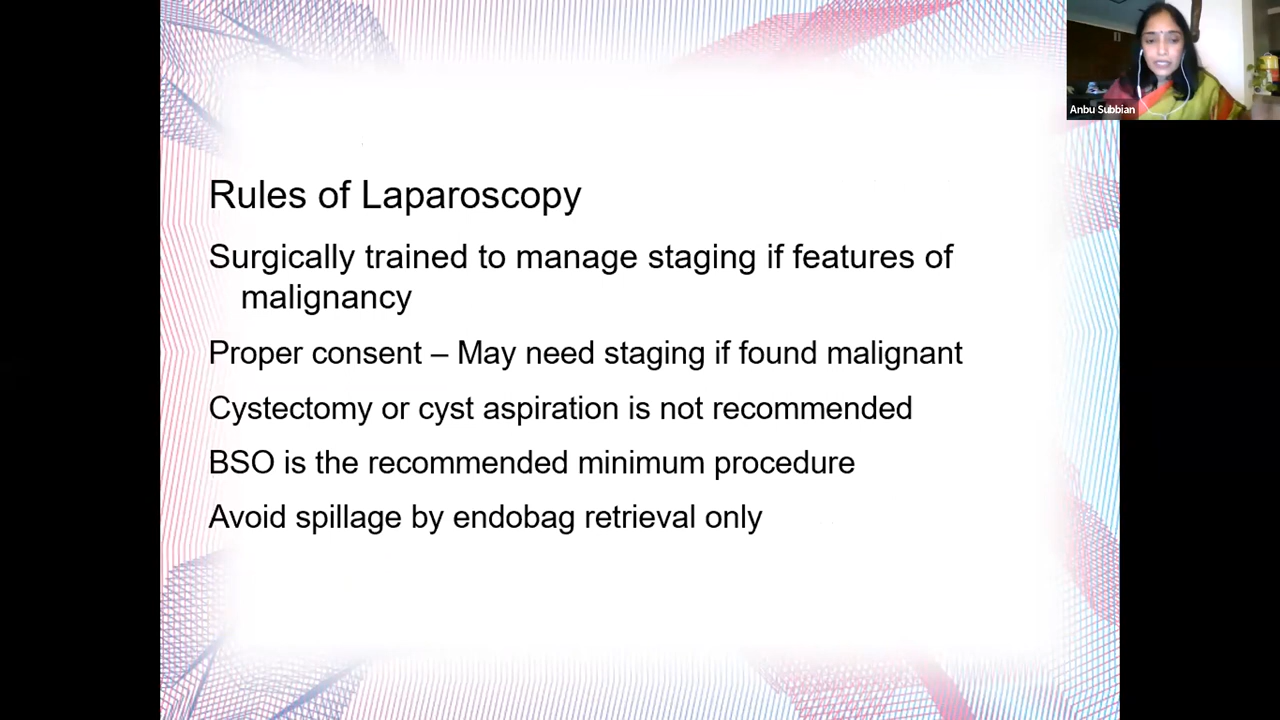 Anbu Subbian
Rules of Laparoscopy
Surgically trained to manage staging if features of
malignancy
Proper consent – May need staging if found malignant
Cystectomy or cyst aspiration is not recommended
BSO is the recommended minimum procedure
Avoid spillage by endobag retrieval only